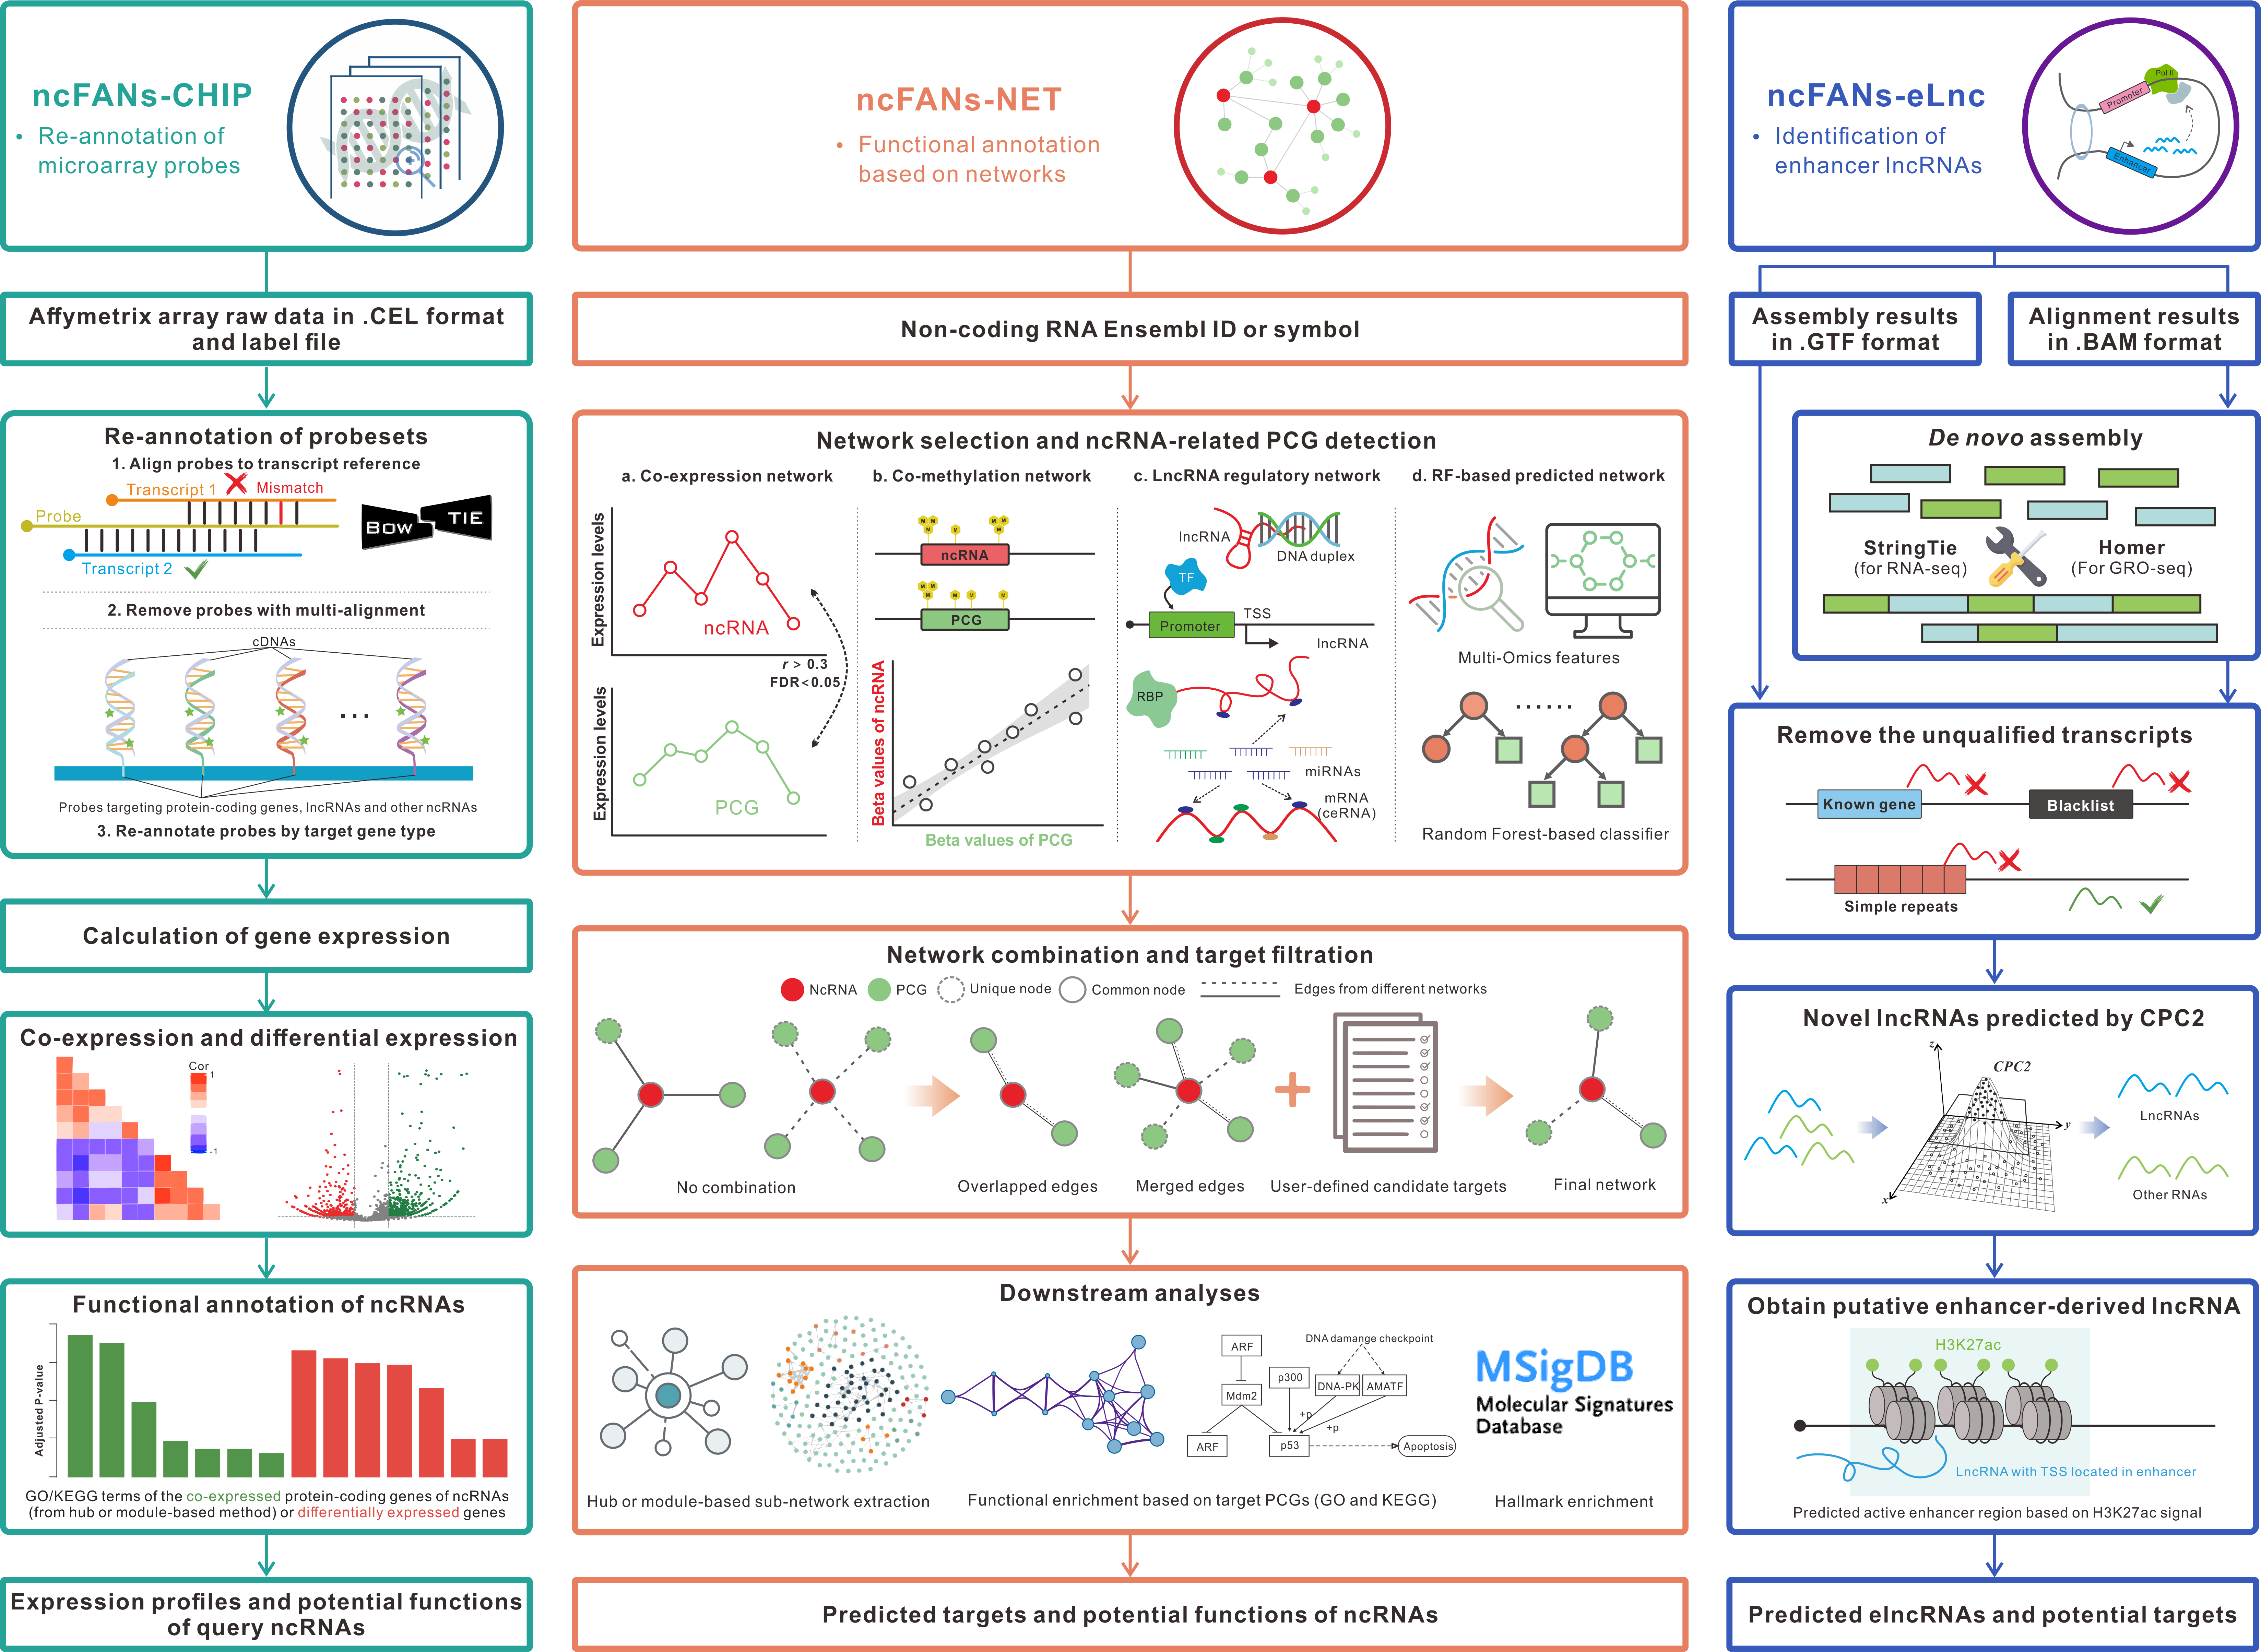 ncFANs-CHIP
• Re-annotation of
microarray probes
Affymetrix array raw data in .CEL format
and label file
Re-annotation of probesets
1. Align probes to transcript reference
Transcript 1
Mismatch
Probe
Transcript 2
Bow TIE
2. Remove probes with multi-alignment
cDNAs
...
Probes targeting protein-coding genes, lncRNAs and other ncRNAs
3. Re-annotate probes by target gene type
Calculation of gene expression
Co-expression and differential expression
Cor
1
-1
Functional annotation of ncRNAs
Adjusted P-value
GO/KEGG terms of the co-expressed protein-coding genes of ncRNAs
(from hub or module-based method) or differentially expressed genes
Expression profiles and potential functions
of query ncRNAs
ncFANs-NET
• Functional annotation
based on networks
Non-coding RNA Ensembl ID or symbol
Network selection and ncRNA-related PCG detection
a. Co-expression network
Expression levels
ncRNA
r > 0.3
FDR<0.05
Expression levels
PCG
b. Co-methylation network
M M M M M M M
ncRNA
M M M M M M
PCG
Beta values of ncRNA
Beta values of PCG
c. LncRNA regulatory network
lncRNA
DNA duplex
TF
TSS
Promoter
lncRNA
RBP
miRNAs
mRNA
(ceRNA)
d. RF-based predicted network
Multi-Omics features
......
Random Forest-based classifier
Network combination and target filtration
NcRNA
PCG
Unique node
Common node
Edges from different networks
No combination
Overlapped edges
Merged edges
User-defined candidate targets
Final network
Downstream analyses
Hub or module-based sub-network extraction
ARF
DNA damange checkpoint
p300
Mdm2
DNA-PK
AMATF
+p
+p
ARF
p53
Apoptosis
Functional enrichment based on target PCGs (GO and KEGG)
MSigDB
Molecular Signatures
Database
Hallmark enrichment
Predicted targets and potential functions of ncRNAs
ncFANs-eLnc
• Identification of
enhancer lncRNAs
Pol II
Promoter
Enhancer
Assembly results
in .GTF format
Alignment results
in .BAM format
De novo assembly
StringTie
(for RNA-seq)
Homer
(For GRO-seq)
Remove the unqualified transcripts
Known gene
Blacklist
Simple repeats
Novel lncRNAs predicted by CPC2
z
CPC2
y
x
LncRNAs
Other RNAs
Obtain putative enhancer-derived lncRNA
H3K27ac
LncRNA with TSS located in enhancer
Predicted active enhancer region based on H3K27ac signal
Predicted elncRNAs and potential targets